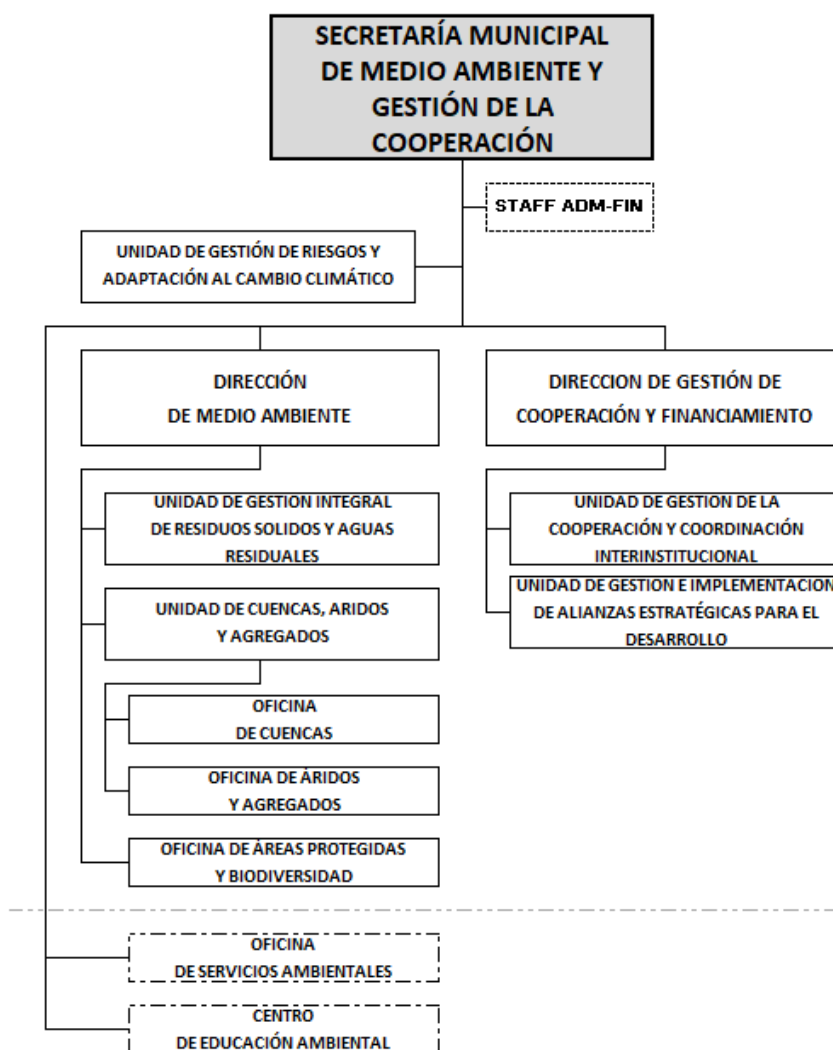 SECRETARÍA MUNICIPAL
DE MEDIO AMBIENTE Y
GESTIÓN DE LA
COOPERACIÓN
STAFF ADM-FIN
UNIDAD DE GESTIÓN DE RIESGOS Y
ADAPTACIÓN AL CAMBIO CLIMÁTICO
DIRECCIÓN
DE MEDIO AMBIENTE
DIRECCION DE GESTIÓN DE
COOPERACIÓN Y FINANCIAMIENTO
UNIDAD DE GESTION INTEGRAL
DE RESIDUOS SOLIDOS Y AGUAS
RESIDUALES
UNIDAD DE GESTION DE LA
COOPERACIÓN Y COORDINACIÓN
INTERINSTITUCIONAL
UNIDAD DE CUENCAS, ARIDOS
Y AGREGADOS
UNIDAD DE GESTION E IMPLEMENTACION
DE ALIANZAS ESTRATÉGICAS PARA EL
DESARROLLO
OFICINA
DE CUENCAS
OFICINA DE ÁRIDOS
Y AGREGADOS
OFICINA DE ÁREAS PROTEGIDAS
Y BIODIVERSIDAD
OFICINA
DE SERVICIOS AMBIENTALES
CENTRO
DE EDUCACIÓN AMBIENTAL